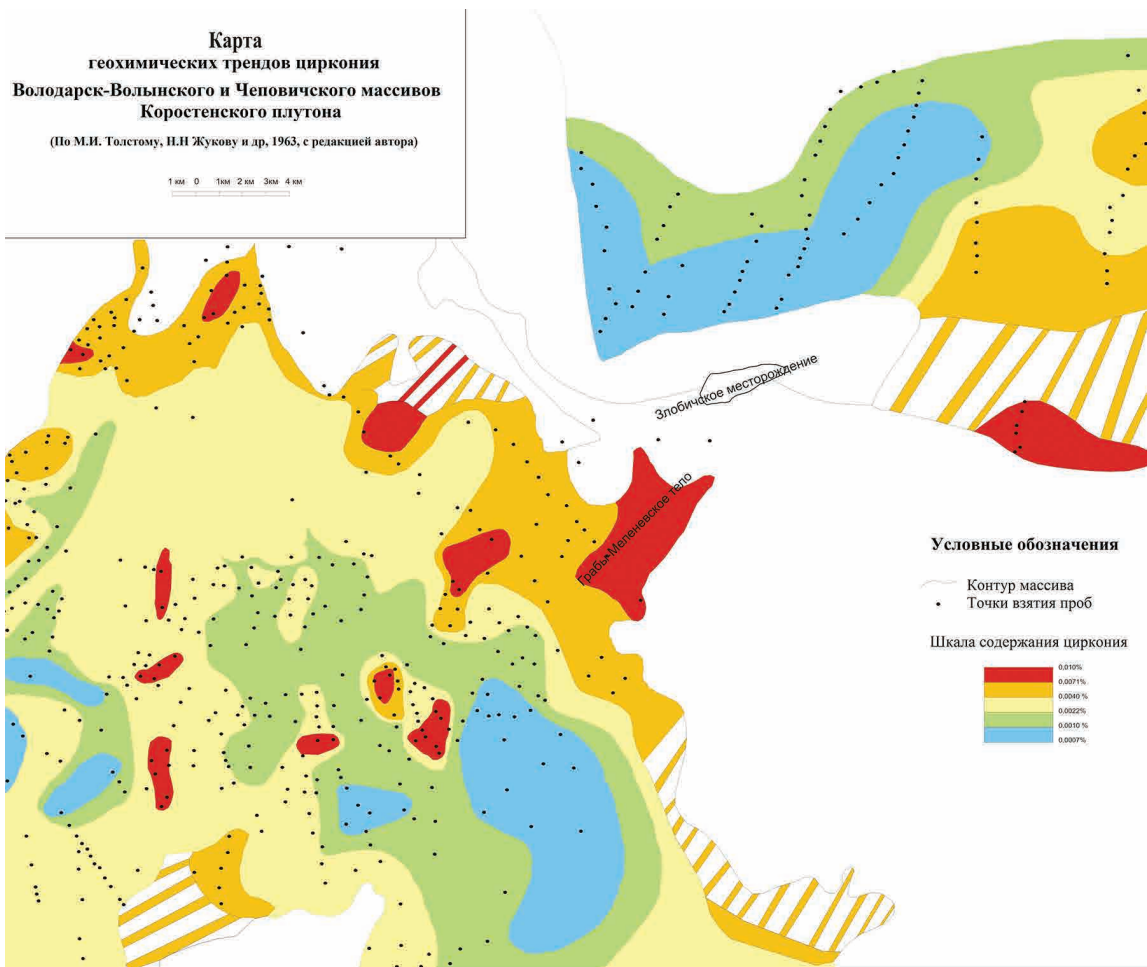 Карта
геохимических трендов циркония
Володарск-Волынского и Чеповичского массивов
Коростенского плутона
(По М.И. Толстому, Н.Н Жукову и др, 1963, с редакцией автора)
1 км 0 1км 2 км 3км 4 км
Злобичское месторождение
Грабы-Мепеневское тело
Условные обозначения
Контур массива
Точки взятия проб
Шкала содержания циркония
0.010%
0.0071%
0.0040 %
0.0022%
0.0010 %
0.0007%